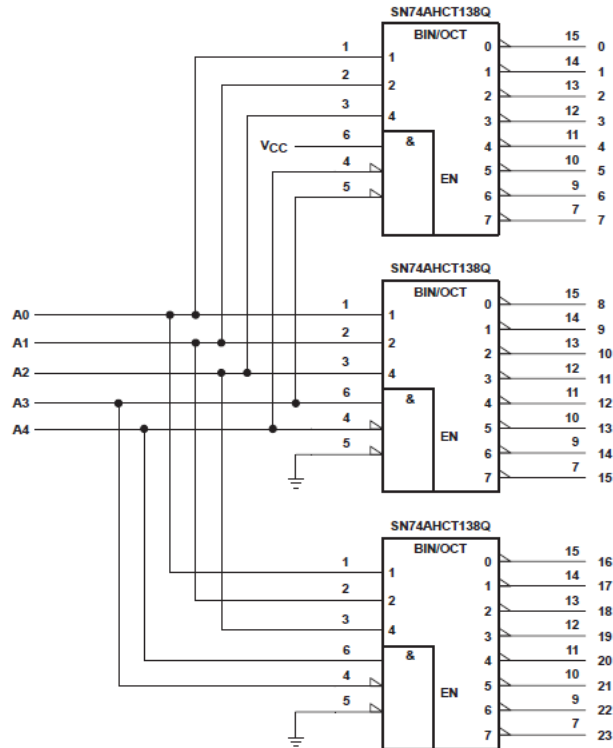 SN74AHCT138Q
BIN/OCT
1 1 0 15 0
2 2 1 14 1
3 4 2 13 2
3 12 3
VCC 6 & 4 11 4
4 EN 5 10 5
5 6 9 6
7 7 7
SN74AHCT138Q
BIN/OCT
A0 1 1 0 15 8
A1 2 2 1 14 9
A2 3 4 2 13 10
3 12 11
A3 6 & 4 11 12
A4 4 EN 5 10 13
5 6 9 14
7 7 15
SN74AHCT138Q
BIN/OCT
1 1 0 15 16
2 2 1 14 17
3 4 2 13 18
3 12 19
6 & 4 11 20
4 EN 5 10 21
5 6 9 22
7 7 23